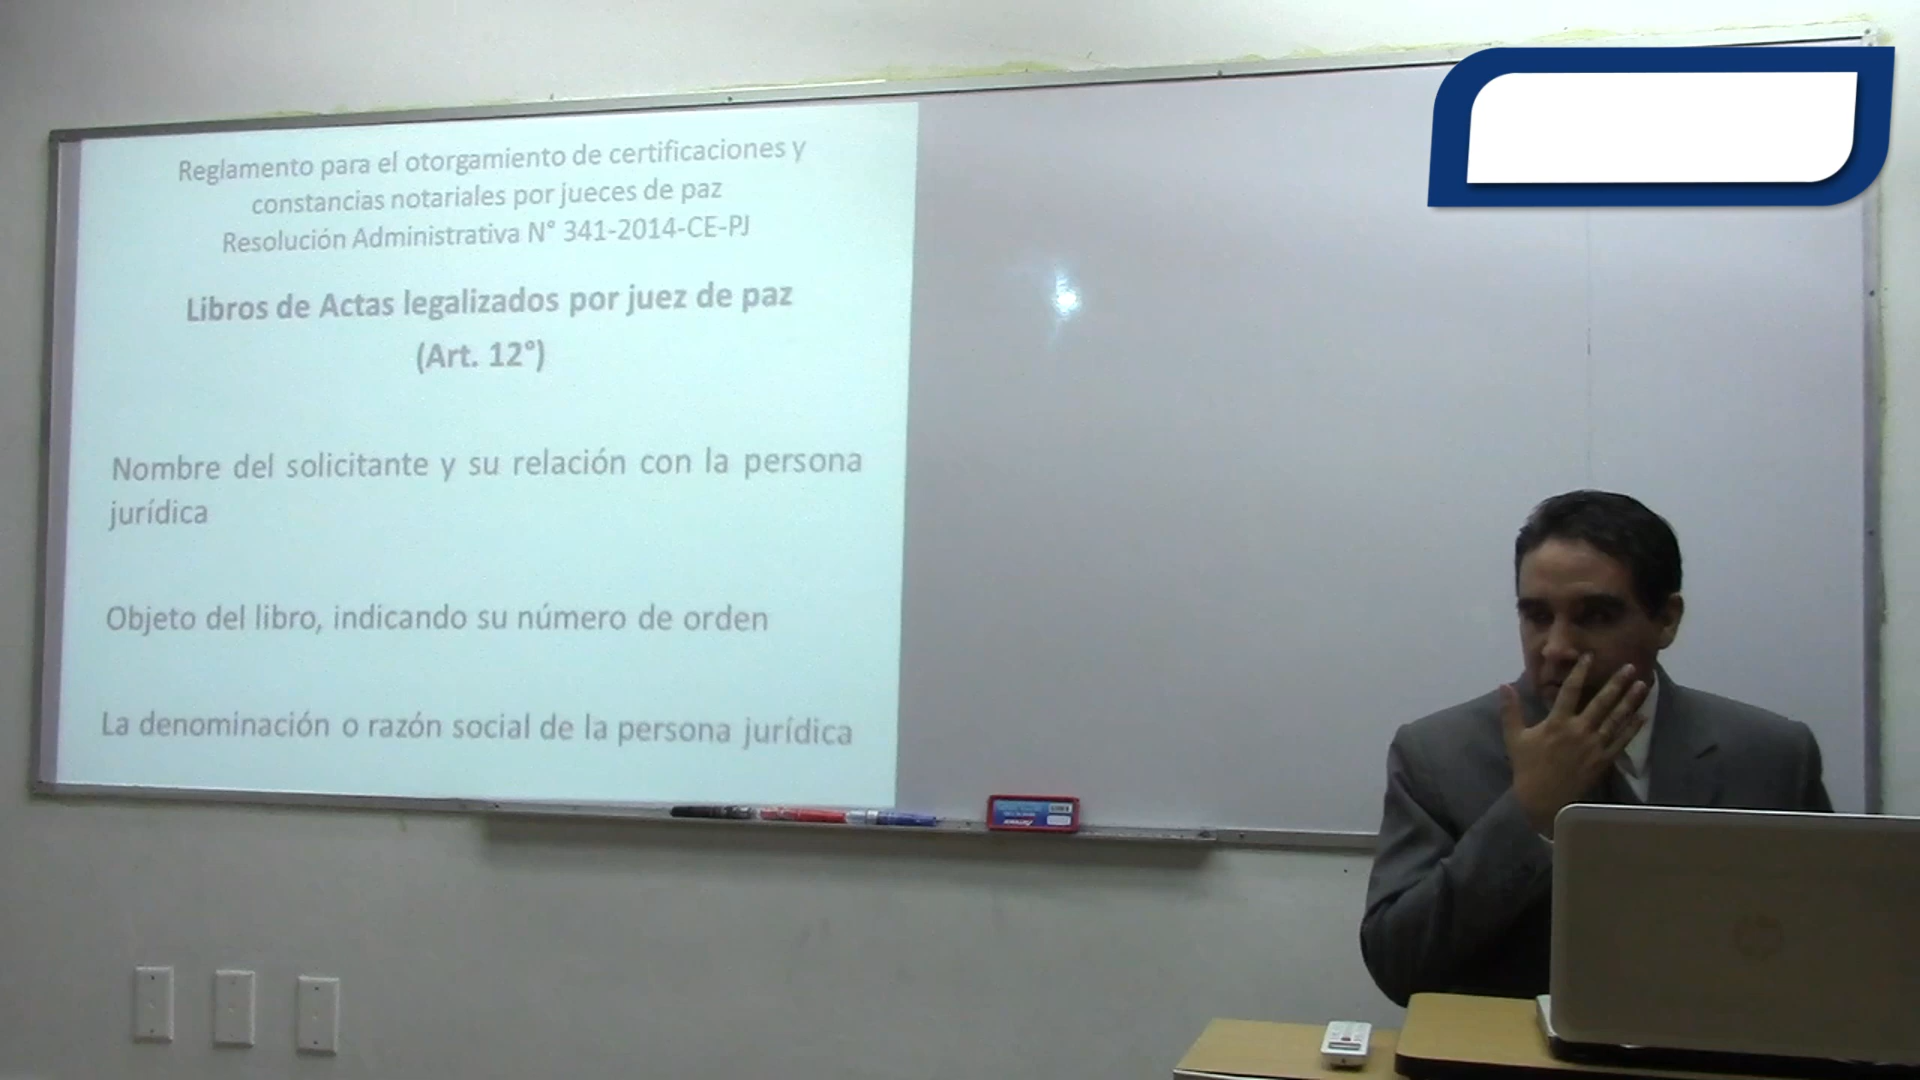 Reglamento para el otorgamiento de certificaciones y
constancias notariales por jueces de paz
Resolución Administrativa N° 341-2014-CE-PJ
Libros de Actas legalizados por juez de paz
(Art. 12°)
Nombre del solicitante y su relación con la persona
jurídica
Objeto del libro, indicando su número de orden
La denominación o razón social de la persona jurídica